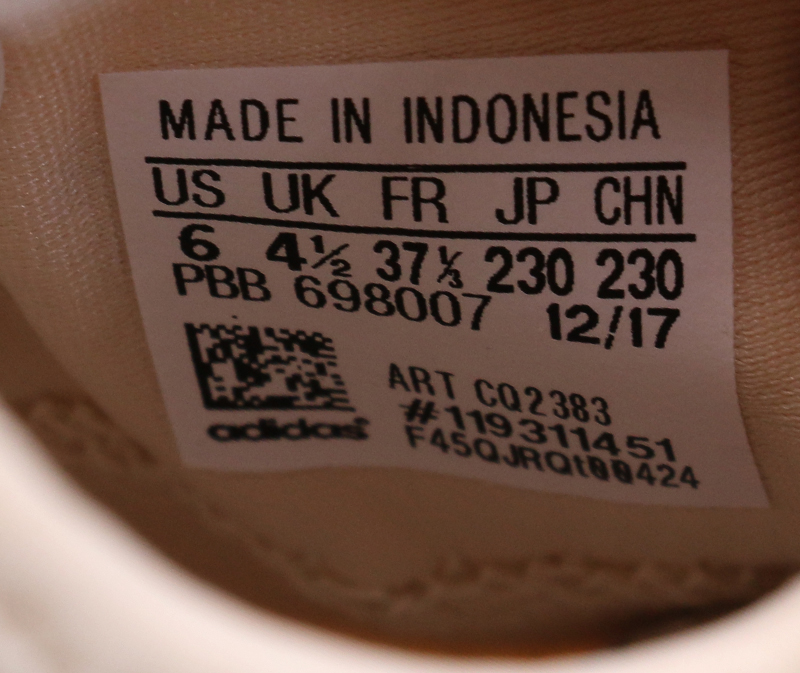 MADE IN INDONESIA
US UK FR JP CHN
6 4½ 37⅓ 230 230
PBB 698007 12/17
ART CQ2383
#119311451
F45QJRQt00424
adidas